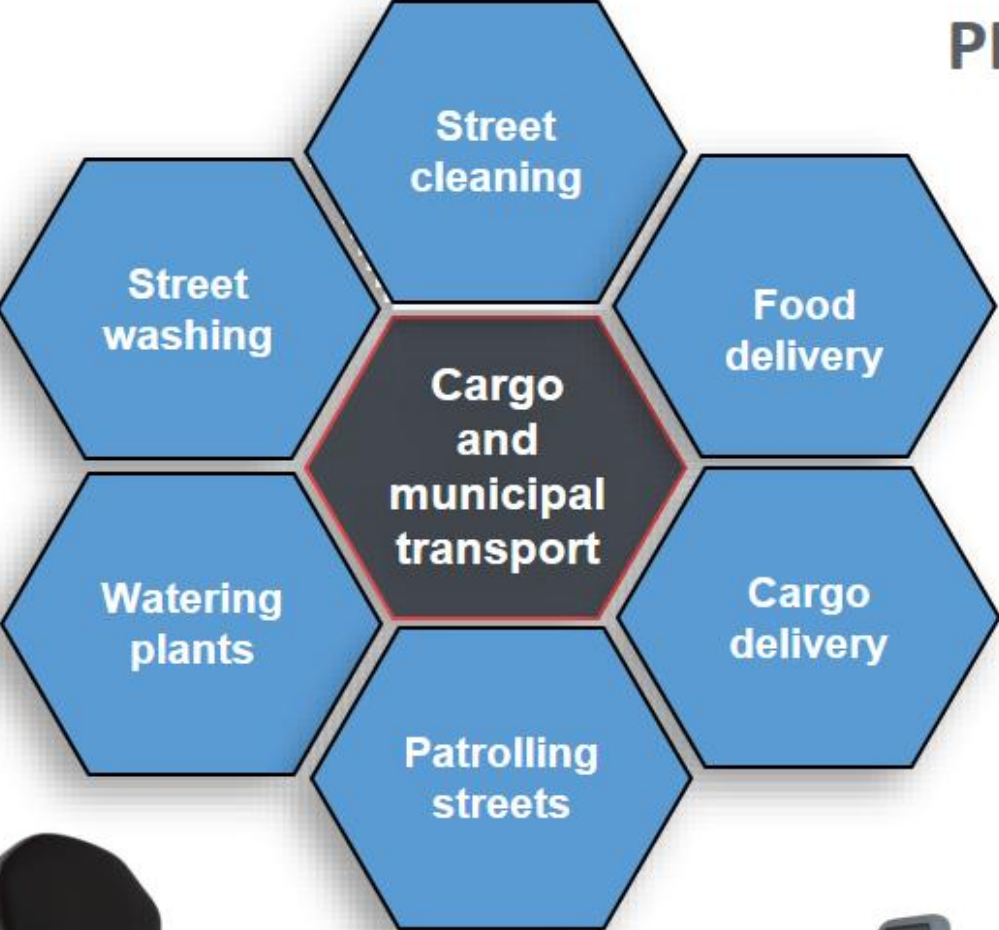 Street
cleaning
Food
delivery
Cargo
delivery
Patrolling
streets
Watering
plants
Street
washing
Cargo
and
municipal
transport